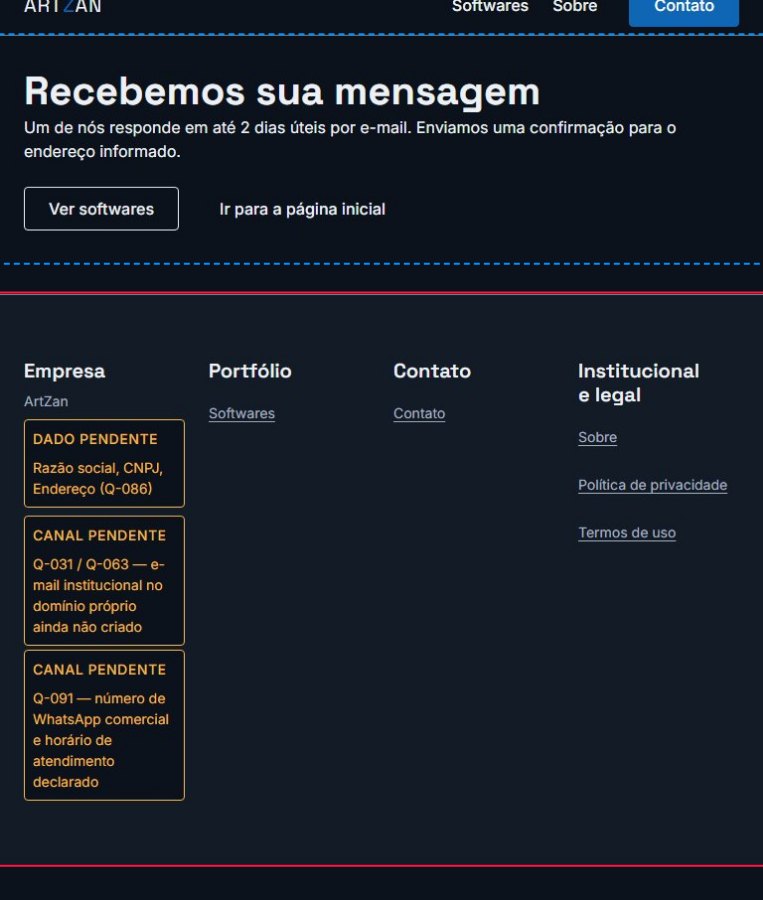 ARTZAN
Softwares
Sobre
Contato
Recebemos sua mensagem
Um de nós responde em até 2 dias úteis por e-mail. Enviamos uma confirmação para o
endereço informado.
Ver softwares
Ir para a página inicial
Empresa
ArtZan
DADO PENDENTE
Razão social, CNPJ,
Endereço (Q-086)
CANAL PENDENTE
Q-031 / Q-063 — e-
mail institucional no
domínio próprio
ainda não criado
CANAL PENDENTE
Q-091 — número de
WhatsApp comercial
e horário de
atendimento
declarado
Portfólio
Softwares
Contato
Contato
Institucional
e legal
Sobre
Política de privacidade
Termos de uso